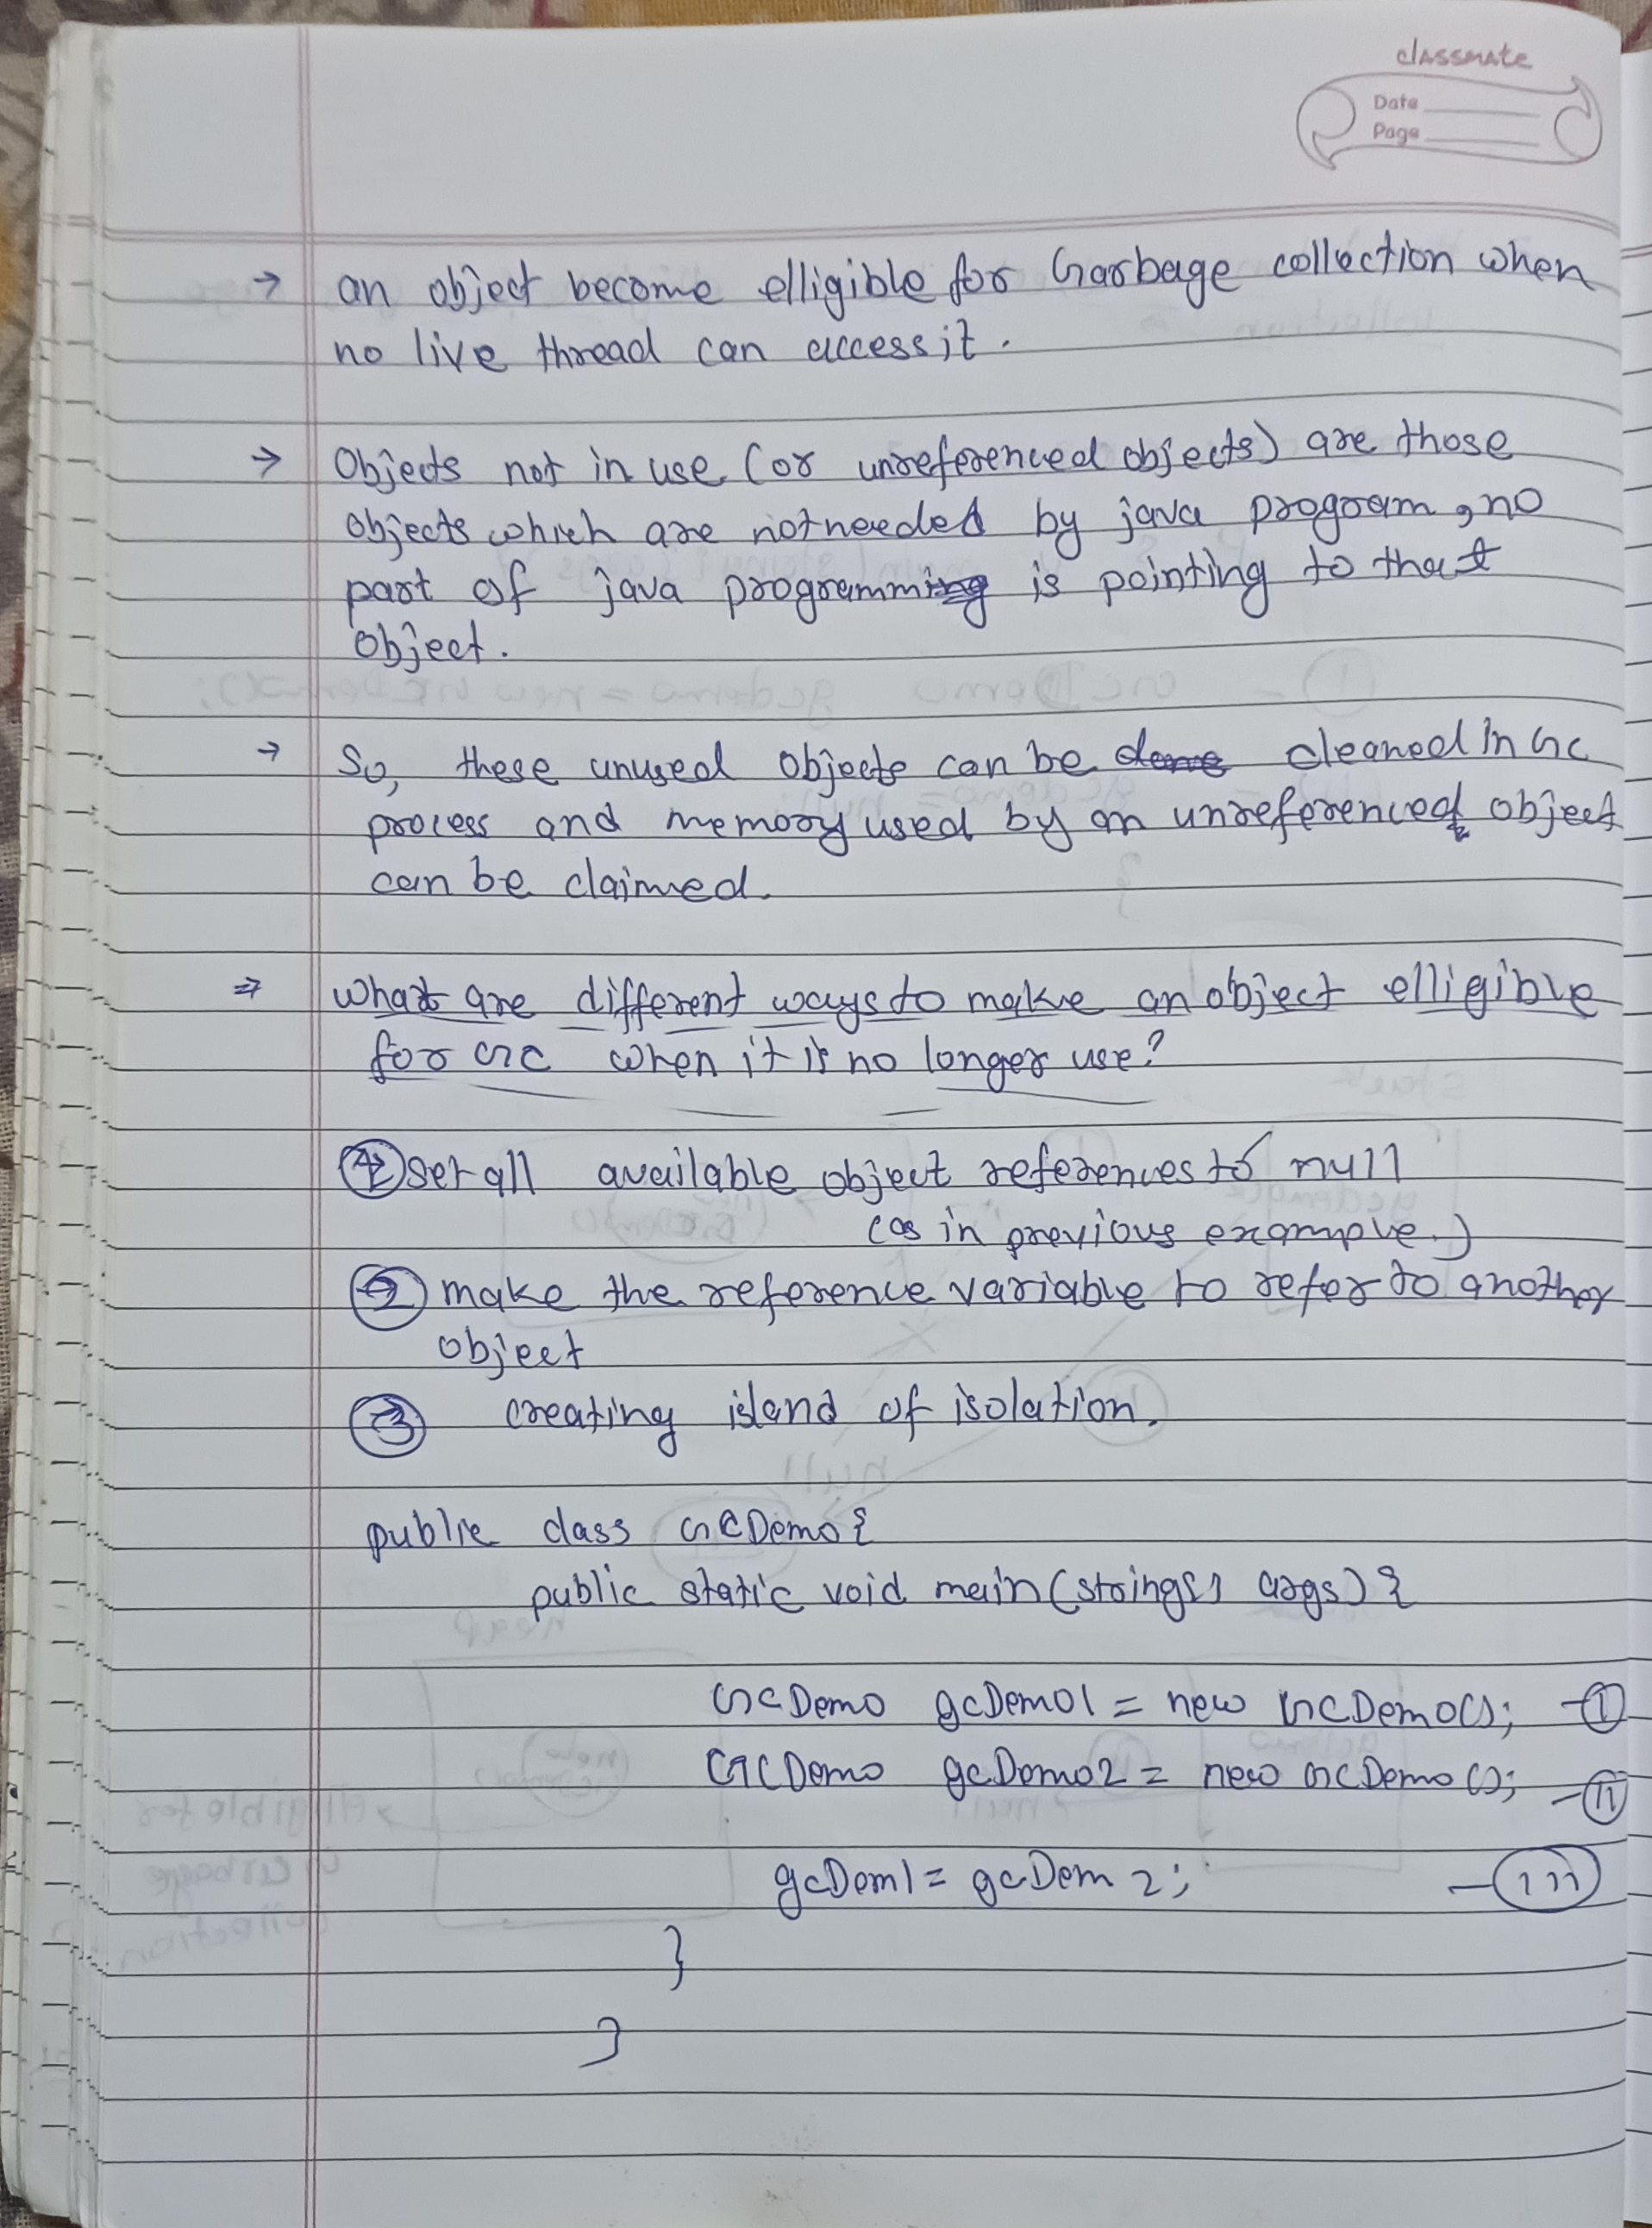 classmate
Date
Page
→ an object become elligible for Garbage collection when
no live thread can access it.
→ Objects not in use (or unreferenced objects) are those
objects which are not needed by java program, no
part of java programming is pointing to that
object.
→ So, these unused objects can be cleaned in GC
process and memory used by an unreferenced object
can be claimed.
⇒ what are different ways to make an object elligible
for GC when it is no longer use?
① set all available object references to null
(as in previous example.)
② make the reference variable to refer to another
object
③ creating island of isolation.
public class GCDemo{
public static void main(String[] args) {
GCDemo gcDemo1 = new GCDemo(); -①
GCDemo gcDemo2 = new GCDemo(); -⑪
gcDem1 = gcDem 2; -(iii)
}
}